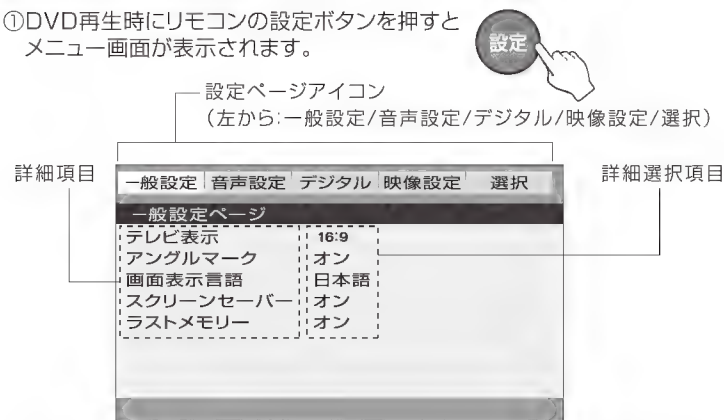 ①DVD再生時にリモコンの設定ボタンを押すと
メニュー画面が表示されます。
設定
設定ページアイコン
(左から:一般設定/音声設定/デジタル/映像設定/選択)
詳細項目
詳細選択項目
一般設定 音声設定 デジタル 映像設定 選択
一般設定ページ
テレビ表示 16:9
アングルマーク オン
画面表示言語 日本語
スクリーンセーバー オン
ラストメモリー オン